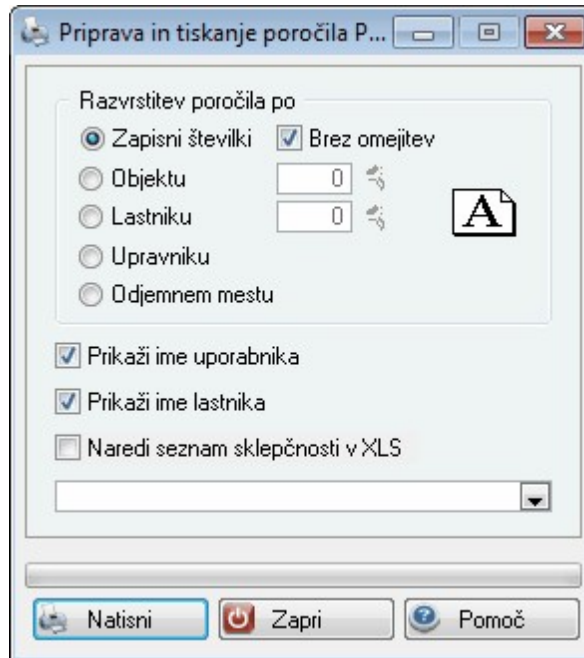 Priprava in tiskanje poročila P...
Razvrstitev poročila po
Zapisni številki Brez omejitev
Objektu 0
Lastniku 0
A
Upravniku
Odjemnem mestu
Prikaži ime uporabnika
Prikaži ime lastnika
Naredi seznam sklepčnosti v XLS
Natisni Zapri Pomoč